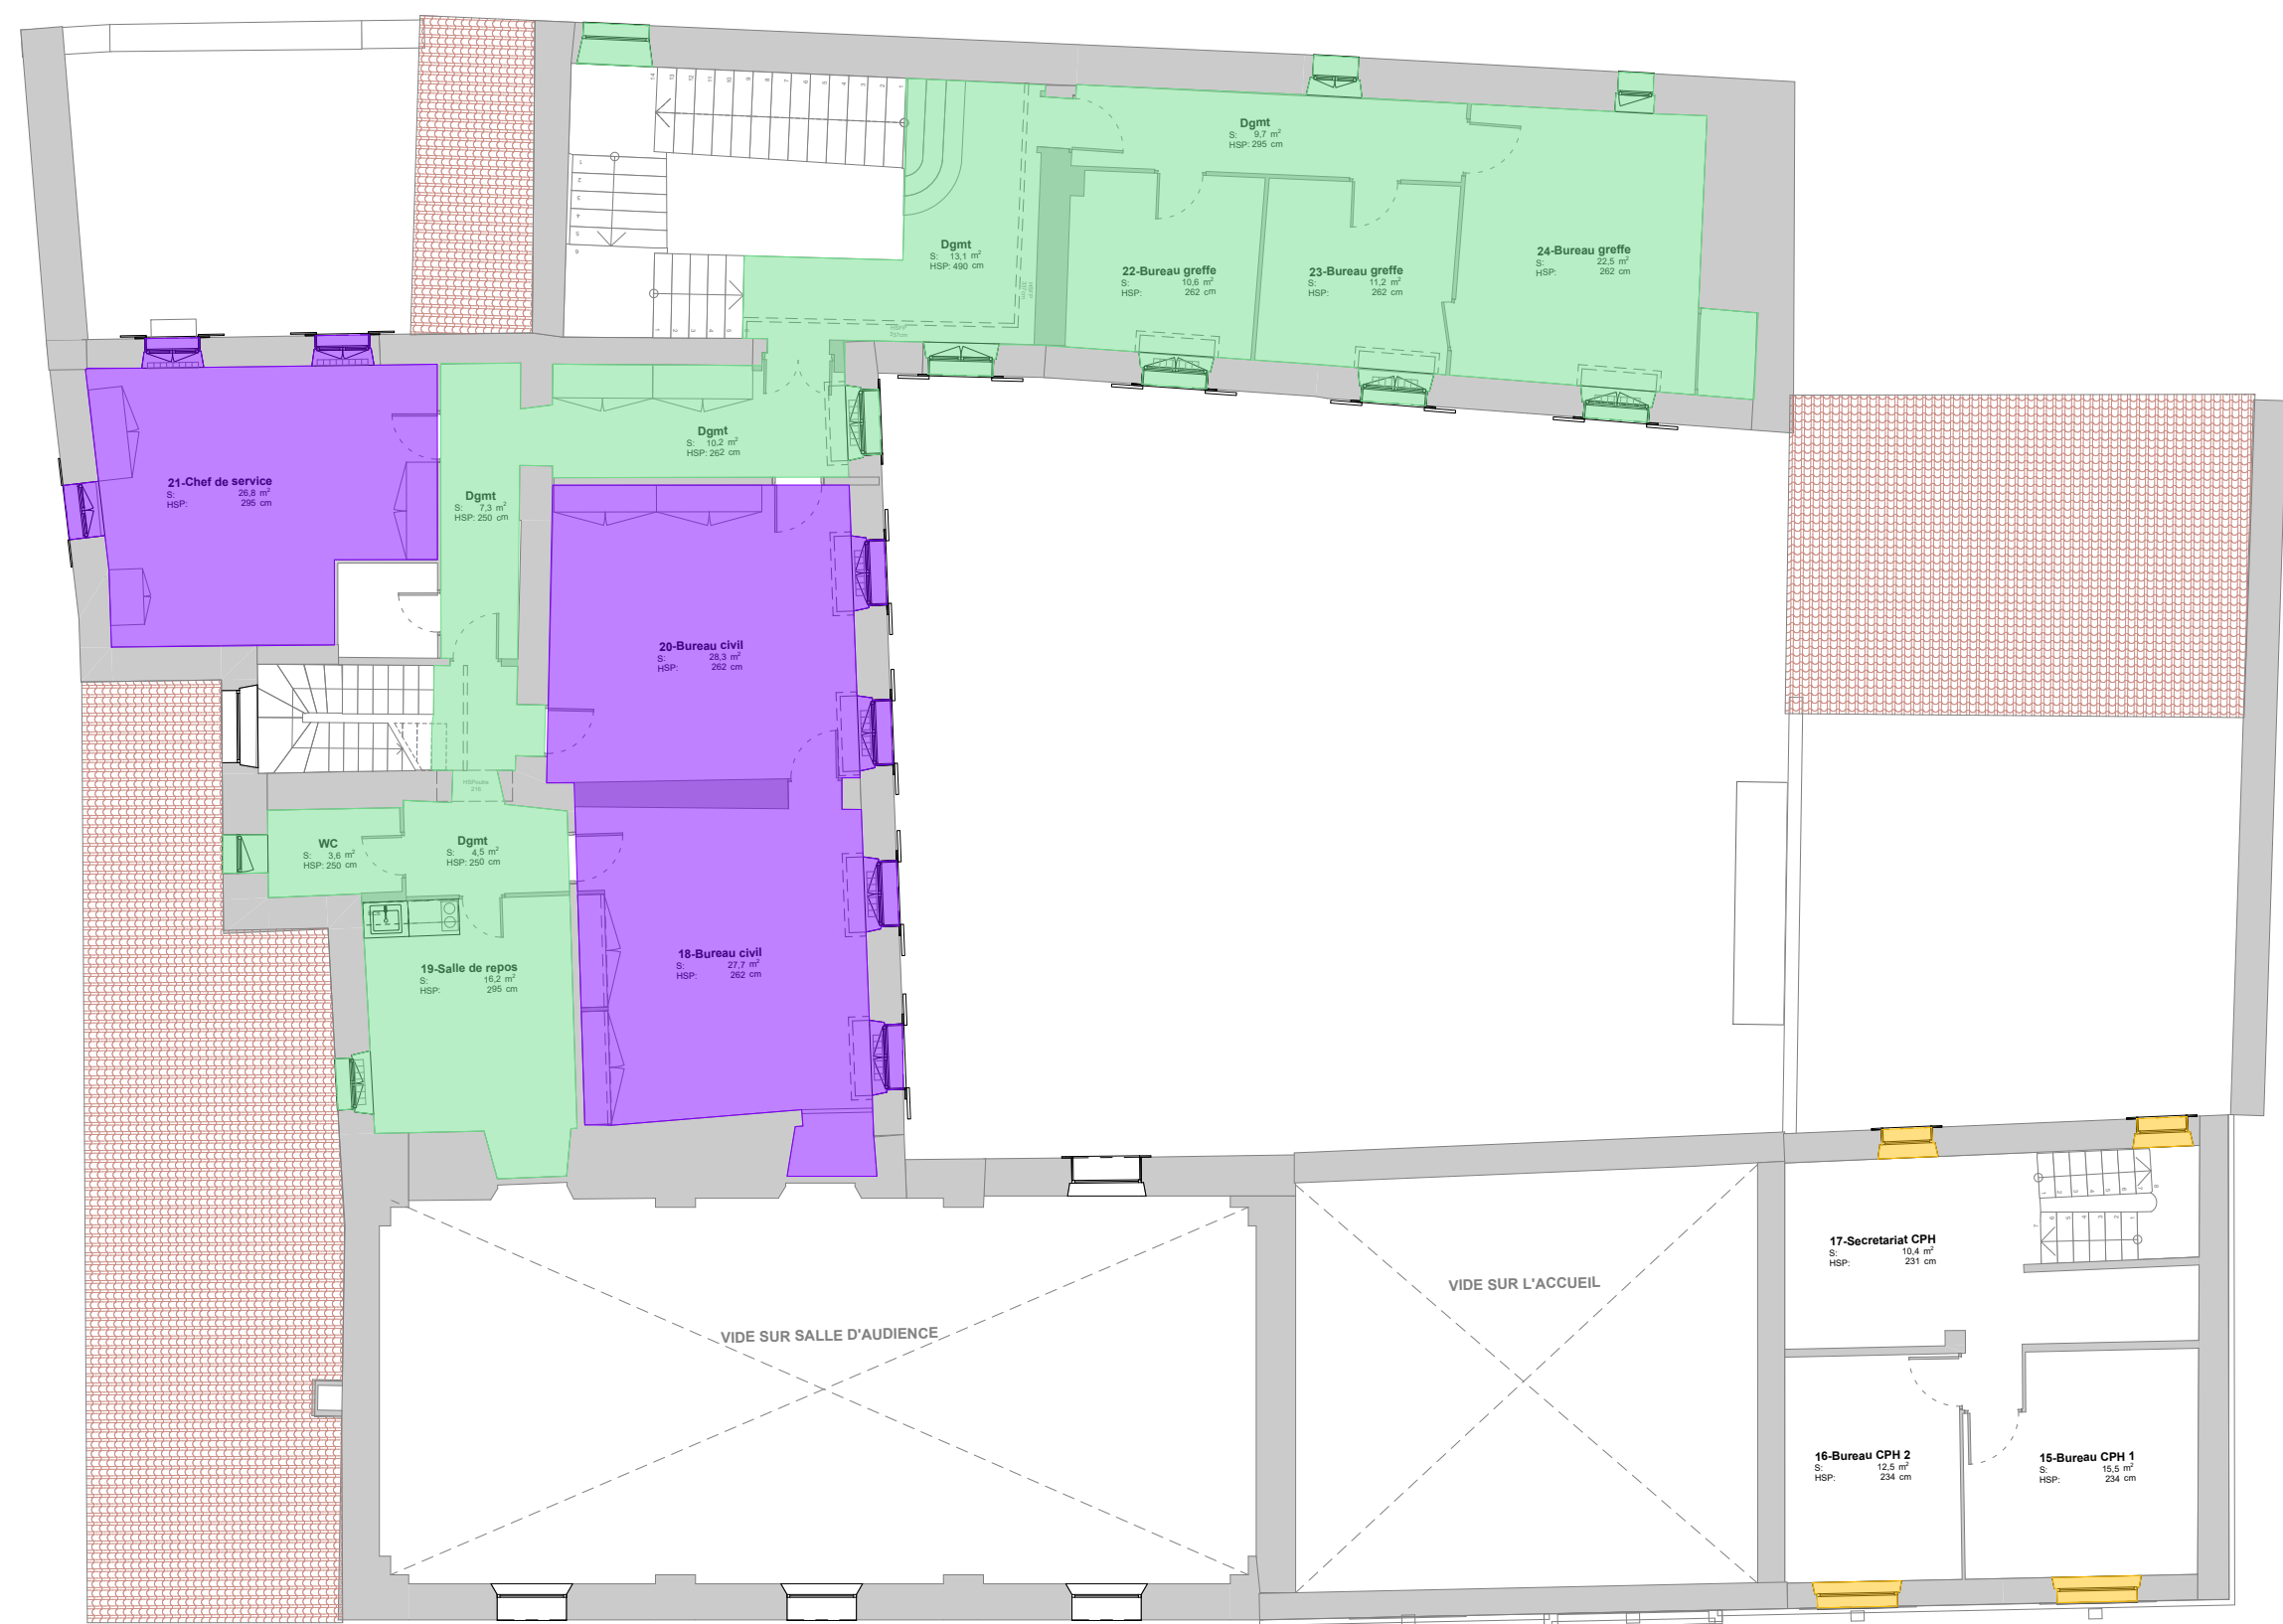 Dgmt
S: 9,7 m²
HSP: 295 cm
Dgmt
S: 13,1 m²
HSP: 490 cm
22-Bureau greffe
S: 10,6 m²
HSP: 262 cm
23-Bureau greffe
S: 11,2 m²
HSP: 262 cm
24-Bureau greffe
S: 22,5 m²
HSP: 262 cm
Dgmt
S: 10,2 m²
HSP: 262 cm
21-Chef de service
S: 26,8 m²
HSP: 295 cm
Dgmt
S: 7,3 m²
HSP: 250 cm
20-Bureau civil
S: 28,3 m²
HSP: 262 cm
HSPoutre
216
WC
S: 3,6 m²
HSP: 250 cm
Dgmt
S: 4,5 m²
HSP: 250 cm
19-Salle de repos
S: 16,2 m²
HSP: 295 cm
18-Bureau civil
S: 27,7 m²
HSP: 262 cm
17-Secretariat CPH
S: 10,4 m²
HSP: 231 cm
VIDE SUR L'ACCUEIL
VIDE SUR SALLE D'AUDIENCE
16-Bureau CPH 2
S: 12,5 m²
HSP: 234 cm
15-Bureau CPH 1
S: 15,5 m²
HSP: 234 cm